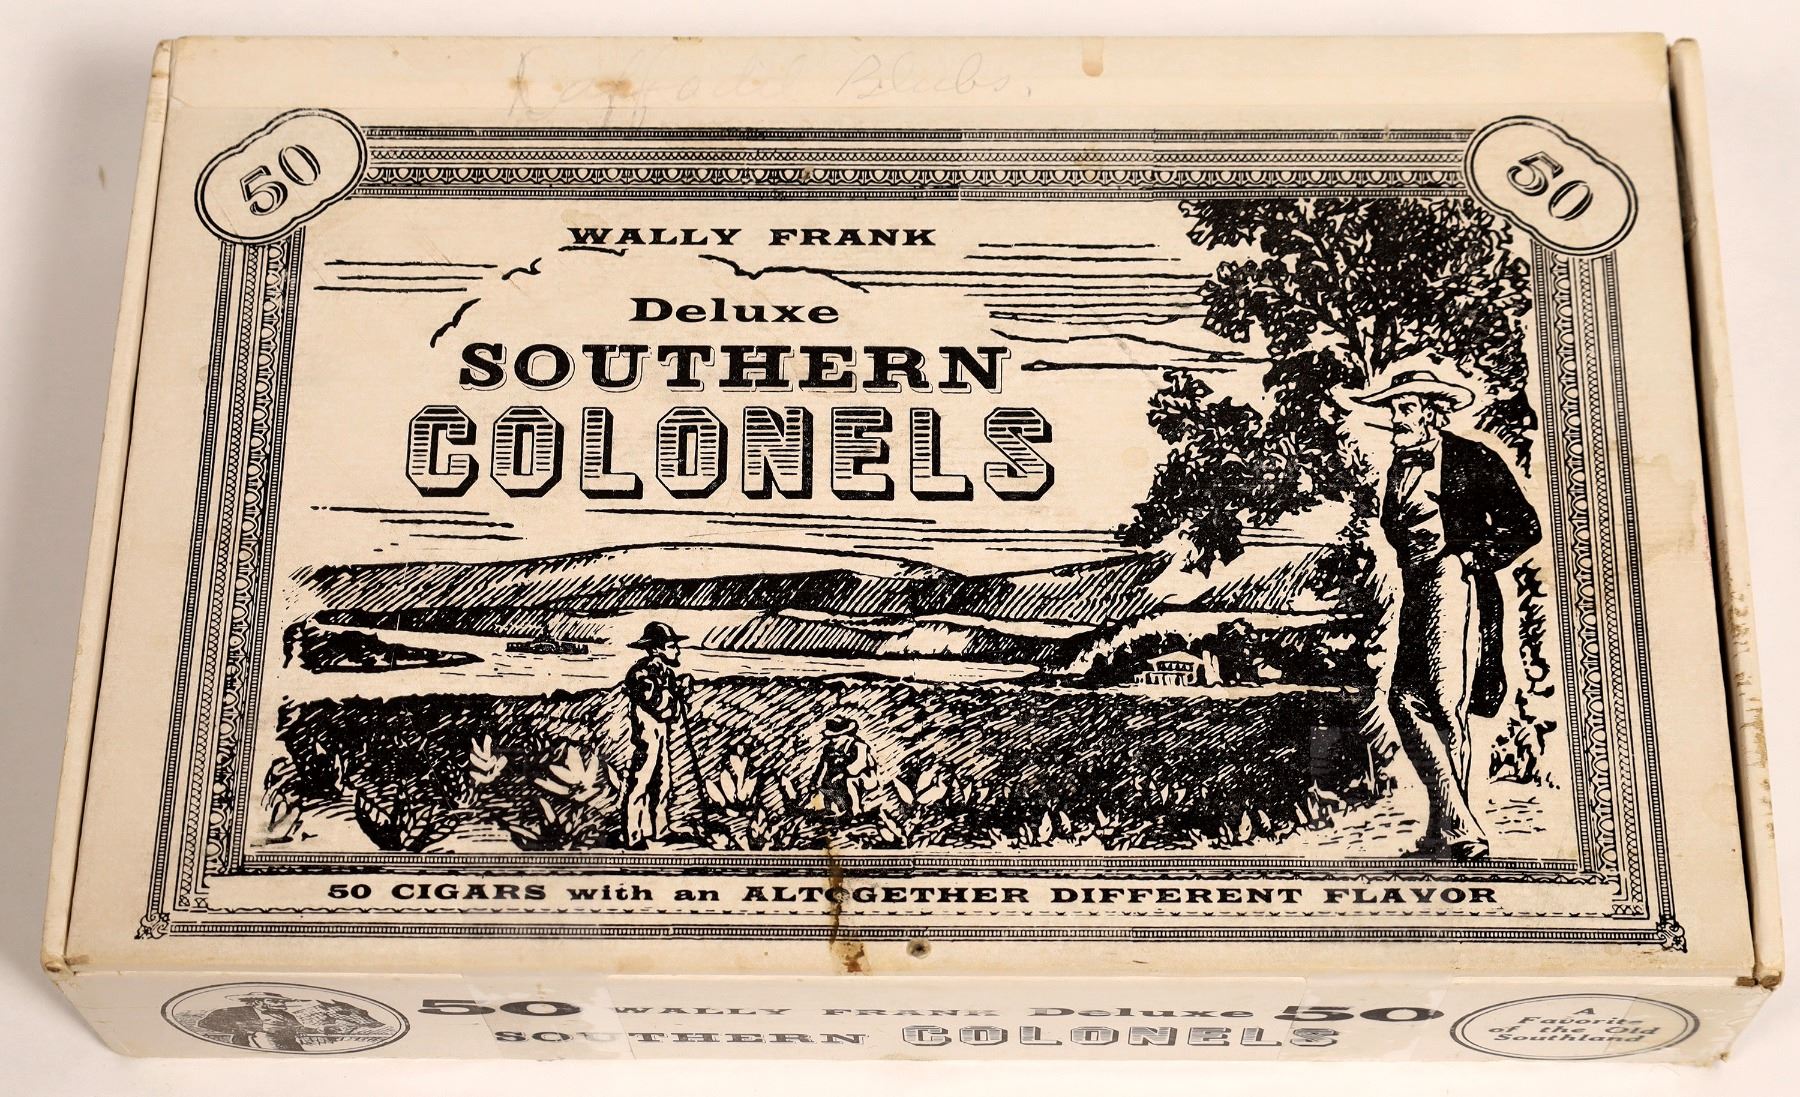 Daffodil Blubs.
50
50
WALLY FRANK
Deluxe
SOUTHERN
COLONELS
50 CIGARS with an ALTOGETHER DIFFERENT FLAVOR
50 WALLY FRANK Deluxe 50
SOUTHERN COLONELS
A
Favorite
of the Old
Southland